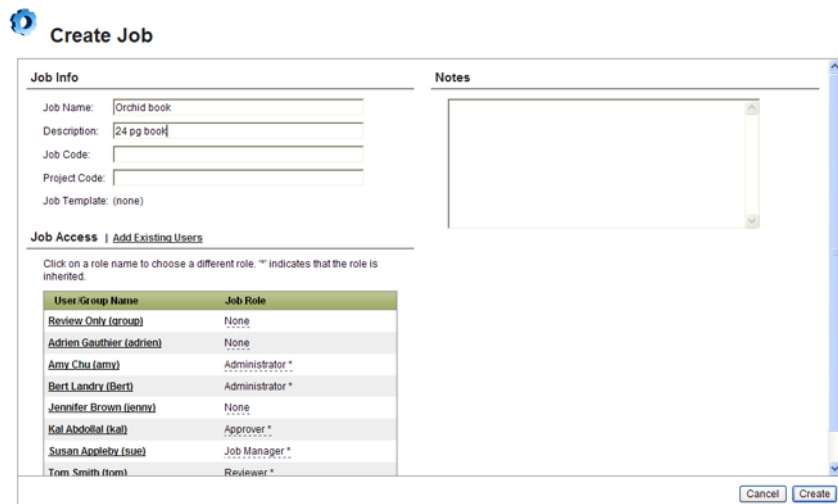 Create Job
Job Info
Job Name: Orchid book
Description: 24 pg book
Job Code:
Project Code:
Job Template: (none)
Notes
Job Access | Add Existing Users
Click on a role name to choose a different role. '*' indicates that the role is
inherited.
User/Group Name Job Role
Review Only (group) None
Adrien Gauthier (adrien) None
Amy Chu (amy) Administrator *
Bert Landry (Bert) Administrator *
Jennifer Brown (jenny) None
Kal Abdollal (kal) Approver *
Susan Appleby (sue) Job Manager *
Tom Smith (tom) Reviewer *
Cancel Create